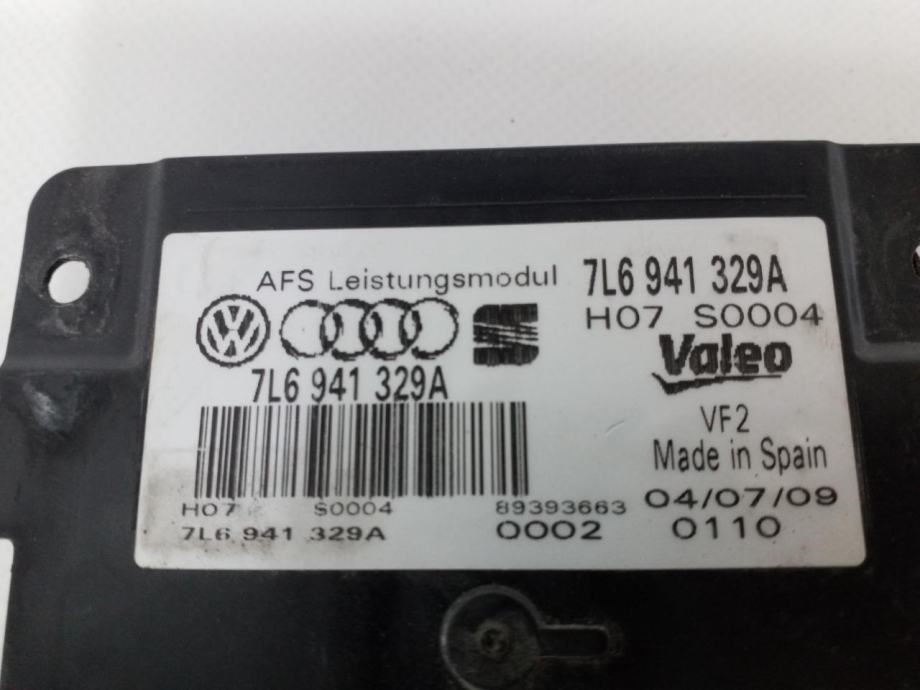 AFS Leistungsmodul
7L6 941 329A
H07 S0004
Valeo
7L6 941 329A
VF2
Made in Spain
H07 S0004 89393663
04/07/09
7L6 941 329A 0002 0110